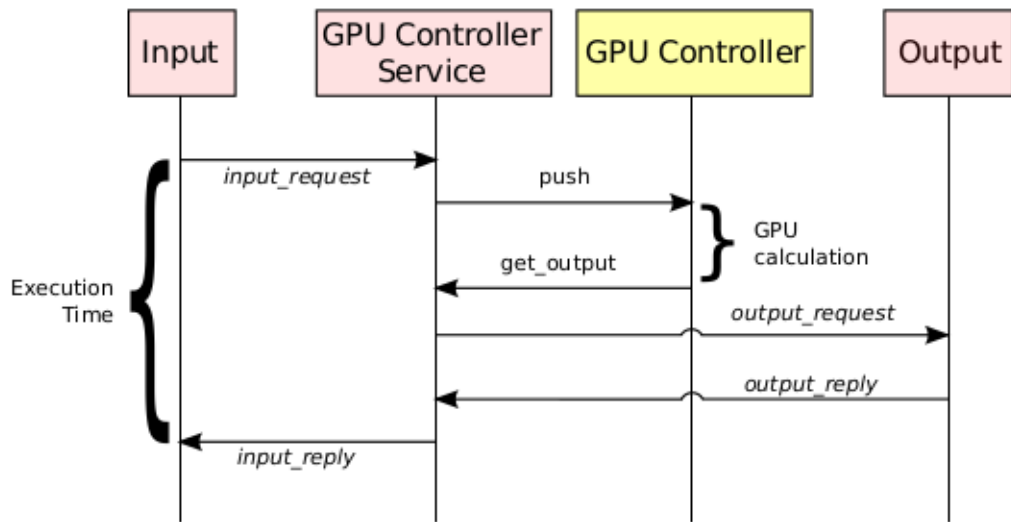 Input
GPU Controller
Service
GPU Controller
Output
input_request
push
GPU
calculation
get_output
Execution
Time
output_request
output_reply
input_reply